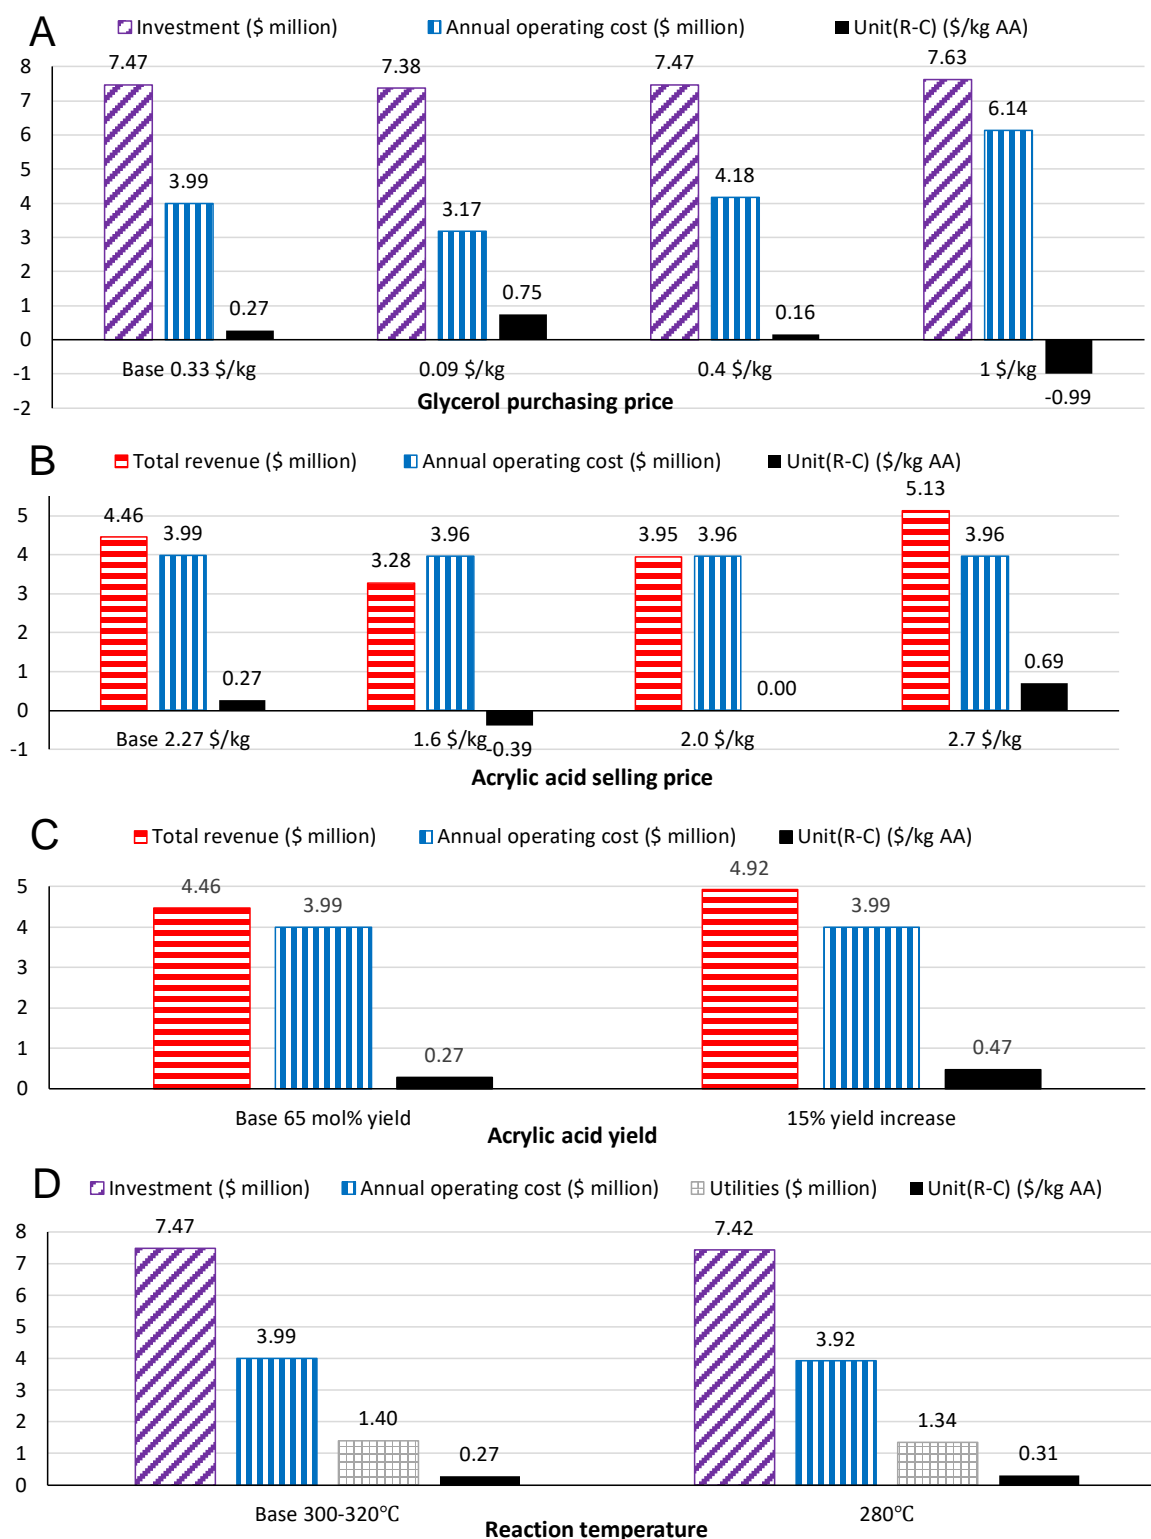 A
Investment ($ million) Annual operating cost ($ million) Unit(R-C) ($/kg AA)
8
7
6
5
4
3
2
1
0
-1
-2
7.47 3.99 0.27
7.38 3.17 0.75
7.47 4.18 0.16
7.63 6.14 -0.99
Base 0.33 $/kg 0.09 $/kg 0.4 $/kg 1 $/kg
Glycerol purchasing price
B
Total revenue ($ million) Annual operating cost ($ million) Unit(R-C) ($/kg AA)
5
4
3
2
1
0
-1
4.46 3.99 0.27
3.28 3.96 -0.39
3.95 3.96 0.00
5.13 3.96 0.69
Base 2.27 $/kg 1.6 $/kg 2.0 $/kg 2.7 $/kg
Acrylic acid selling price
C
Total revenue ($ million) Annual operating cost ($ million) Unit(R-C) ($/kg AA)
5
4
3
2
1
0
4.46 3.99 0.27
4.92 3.99 0.47
Base 65 mol% yield 15% yield increase
Acrylic acid yield
D
Investment ($ million) Annual operating cost ($ million) Utilities ($ million) Unit(R-C) ($/kg AA)
8
7
6
5
4
3
2
1
0
7.47 3.99 1.40 0.27
7.42 3.92 1.34 0.31
Base 300-320℃ 280℃
Reaction temperature